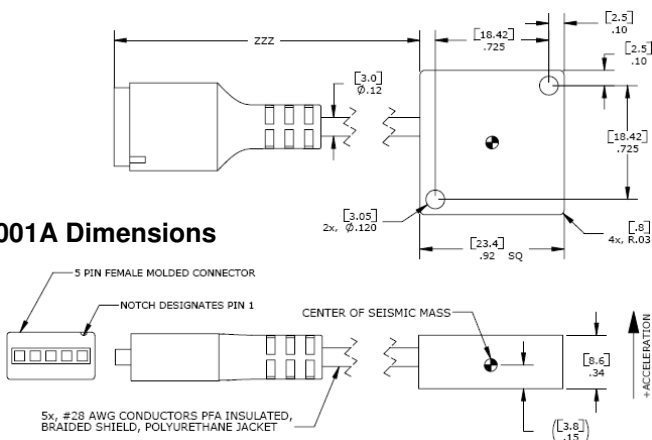 ZZZ
[18.42]
.725
[2.5]
.10
[2.5]
.10
[3.0]
Ø.12
[18.42]
.725
2x, [3.05]
Ø.120
[23.4]
.92 SQ
[.8]
4x, R.03
001A Dimensions
5 PIN FEMALE MOLDED CONNECTOR
NOTCH DESIGNATES PIN 1
CENTER OF SEISMIC MASS
[8.6]
.34
+ACCELERATION
([3.8]
.15)
5x, #28 AWG CONDUCTORS PFA INSULATED,
BRAIDED SHIELD, POLYURETHANE JACKET